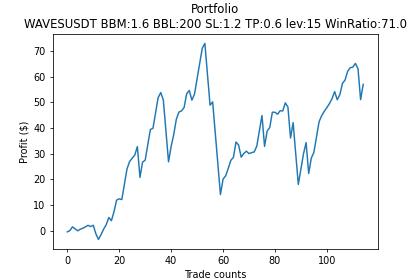 Portfolio
WAVESUSDT BBM:1.6 BBL:200 SL:1.2 TP:0.6 lev:15 WinRatio:71.0
70
60
50
40
30
20
10
0
Profit ($)
0 20 40 60 80 100
Trade counts